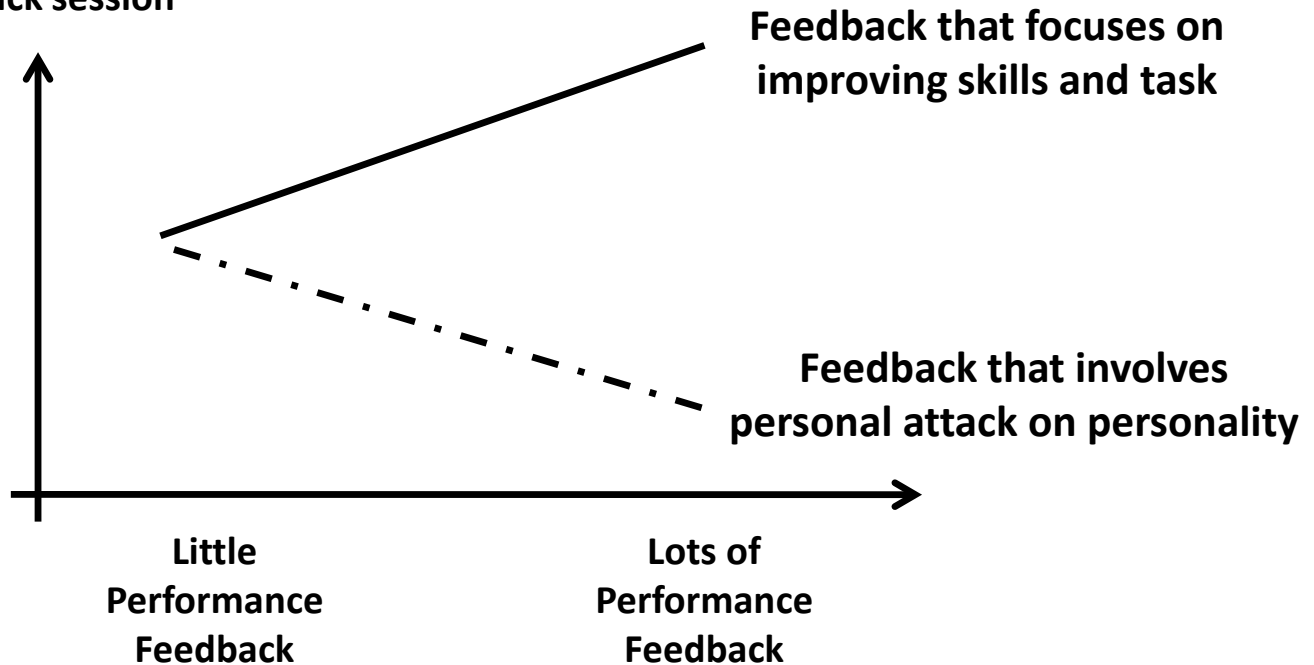 session
Feedback that focuses on
improving skills and task
Feedback that involves
personal attack on personality
Little
Performance
Feedback
Lots of
Performance
Feedback